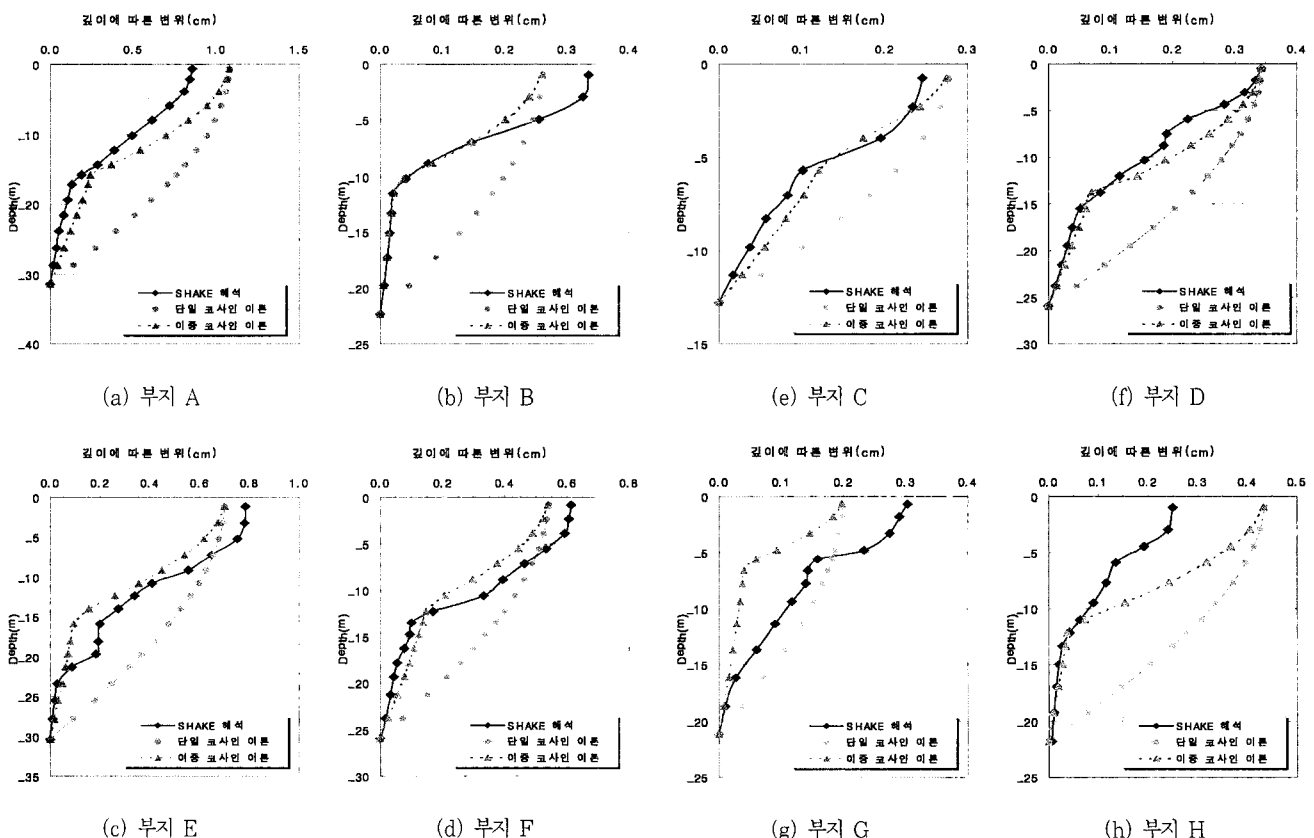 깊이에 따른 변위(cm)
0.0 0.5 1.0 1.5
0
-10
-20
-30
-40
Depth(m)
SHAKE 해석
단일 코사인 이론
이중 코사인 이론
(a) 부지 A
깊이에 따른 변위(cm)
0.0 0.1 0.2 0.3 0.4
0
-5
-10
-15
-20
-25
Depth(m)
SHAKE 해석
단일 코사인 이론
이중 코사인 이론
(b) 부지 B
깊이에 따른 변위(cm)
0.0 0.1 0.2 0.3
0
-5
-10
-15
Depth(m)
SHAKE 해석
단일 코사인 이론
이중 코사인 이론
(e) 부지 C
깊이에 따른 변위(cm)
0.0 0.1 0.2 0.3 0.4
0
-5
-10
-15
-20
-25
-30
Depth(m)
SHAKE 해석
단일 코사인 이론
이중 코사인 이론
(f) 부지 D
깊이에 따른 변위(cm)
0.0 0.2 0.4 0.6 0.8 1.0
0
-5
-10
-15
-20
-25
-30
-35
Depth(m)
SHAKE 해석
단일 코사인 이론
이중 코사인 이론
(c) 부지 E
깊이에 따른 변위(cm)
0.0 0.2 0.4 0.6 0.8
0
-5
-10
-15
-20
-25
-30
Depth(m)
SHAKE 해석
단일 코사인 이론
이중 코사인 이론
(d) 부지 F
깊이에 따른 변위(cm)
0.0 0.1 0.2 0.3 0.4
0
-5
-10
-15
-20
-25
Depth(m)
SHAKE 해석
단일 코사인 이론
이중 코사인 이론
(g) 부지 G
깊이에 따른 변위(cm)
0.0 0.1 0.2 0.3 0.4 0.5
0
-5
-10
-15
-20
-25
Depth(m)
SHAKE 해석
단일 코사인 이론
이중 코사인 이론
(h) 부지 H